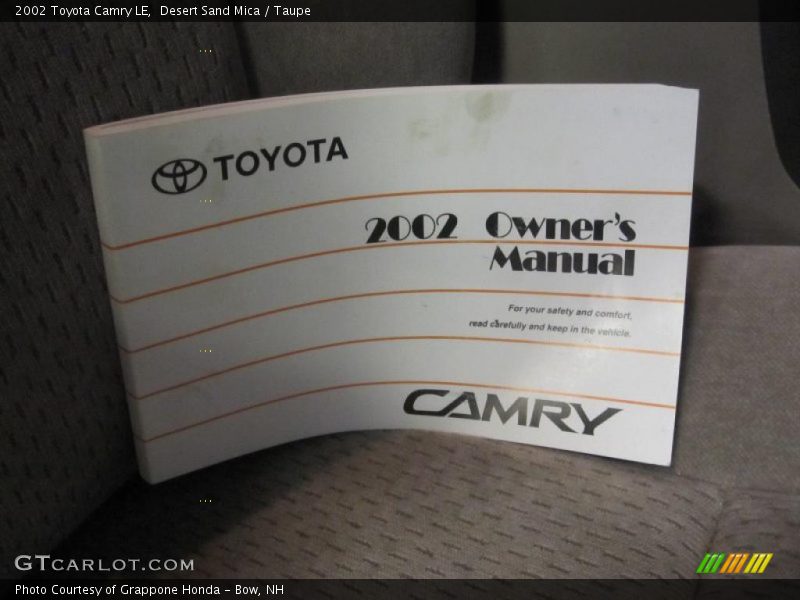 2002 Toyota Camry LE,  Desert Sand Mica / Taupe
TOYOTA
2002 Owner's
Manual
For your safety and comfort,
read carefully and keep in the vehicle.
CAMRY
GTCARLOT.COM
Photo Courtesy of Grappone Honda - Bow, NH